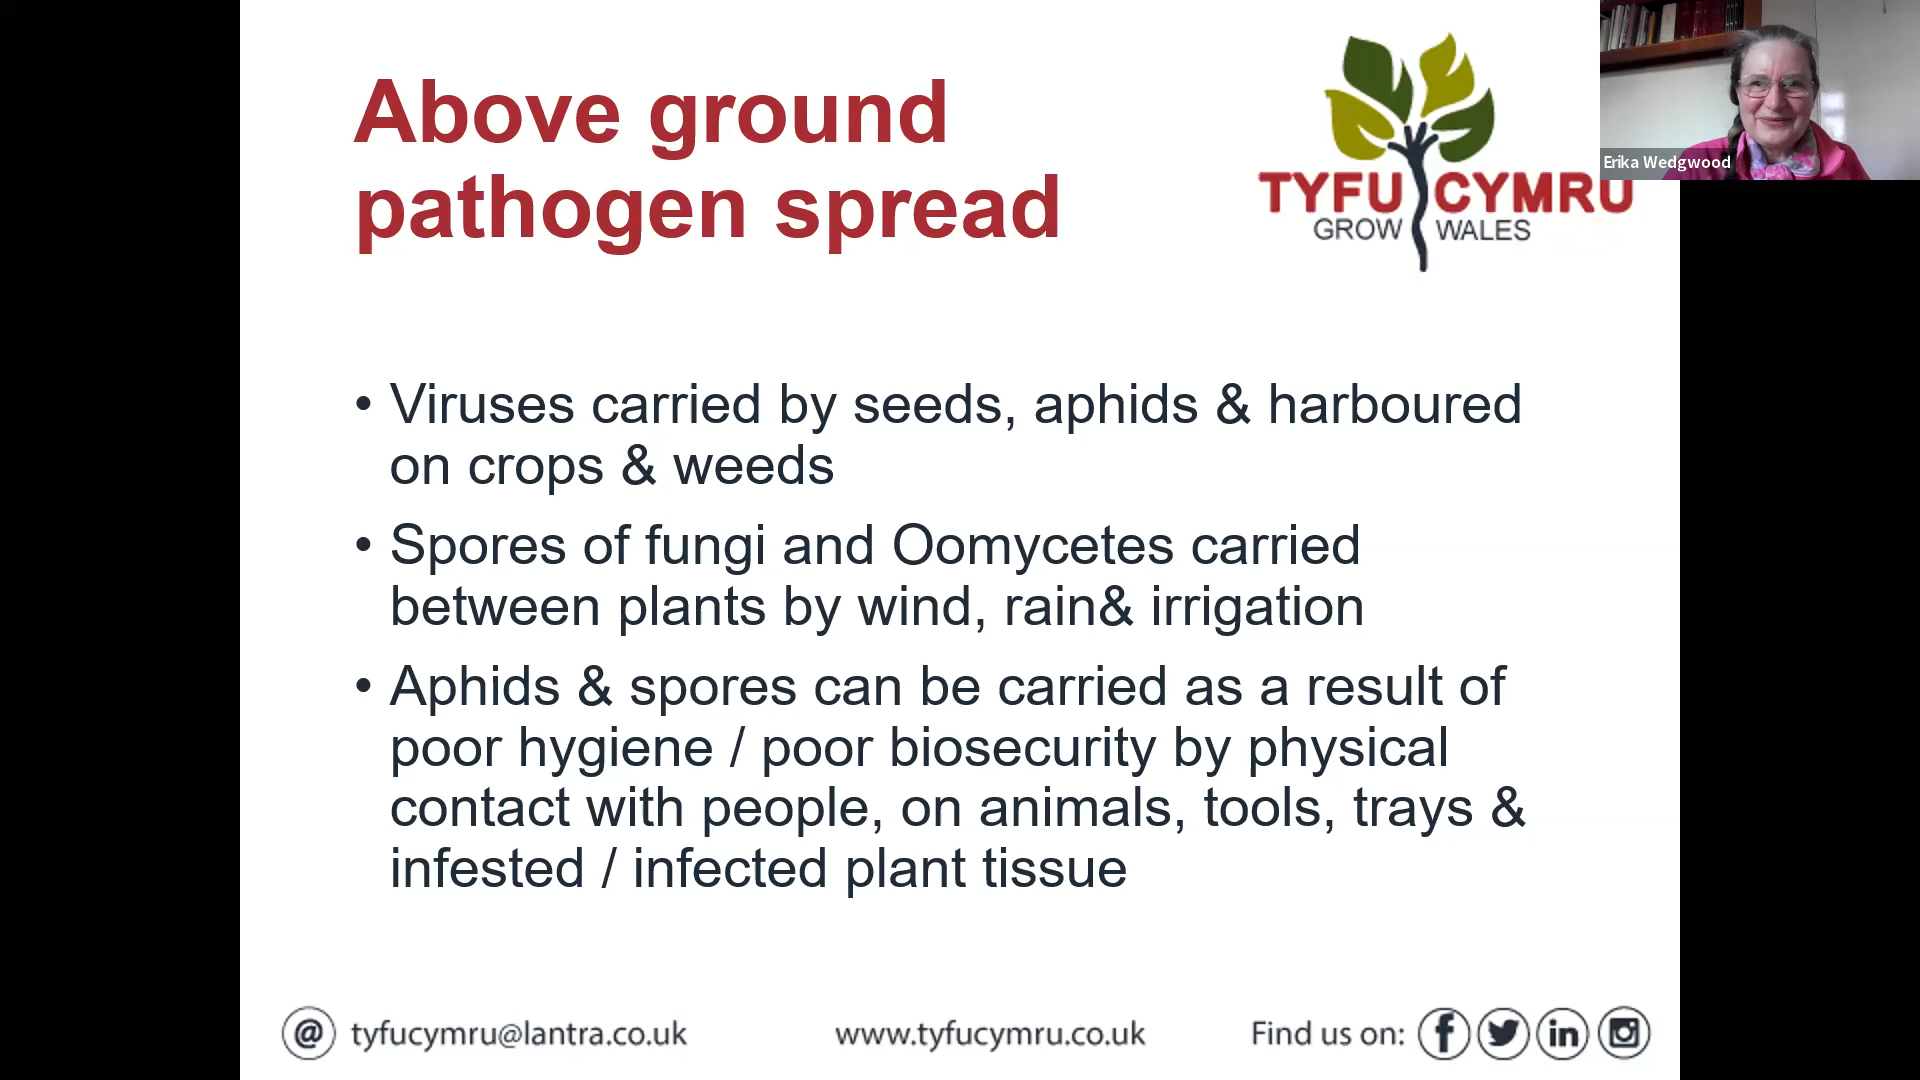 Above ground
pathogen spread
TYFU CYMRU
GROW WALES
Erika Wedgwood
• Viruses carried by seeds, aphids & harboured
on crops & weeds
• Spores of fungi and Oomycetes carried
between plants by wind, rain& irrigation
• Aphids & spores can be carried as a result of
poor hygiene / poor biosecurity by physical
contact with people, on animals, tools, trays &
infested / infected plant tissue
@ tyfucymru@lantra.co.uk
www.tyfucymru.co.uk
Find us on: